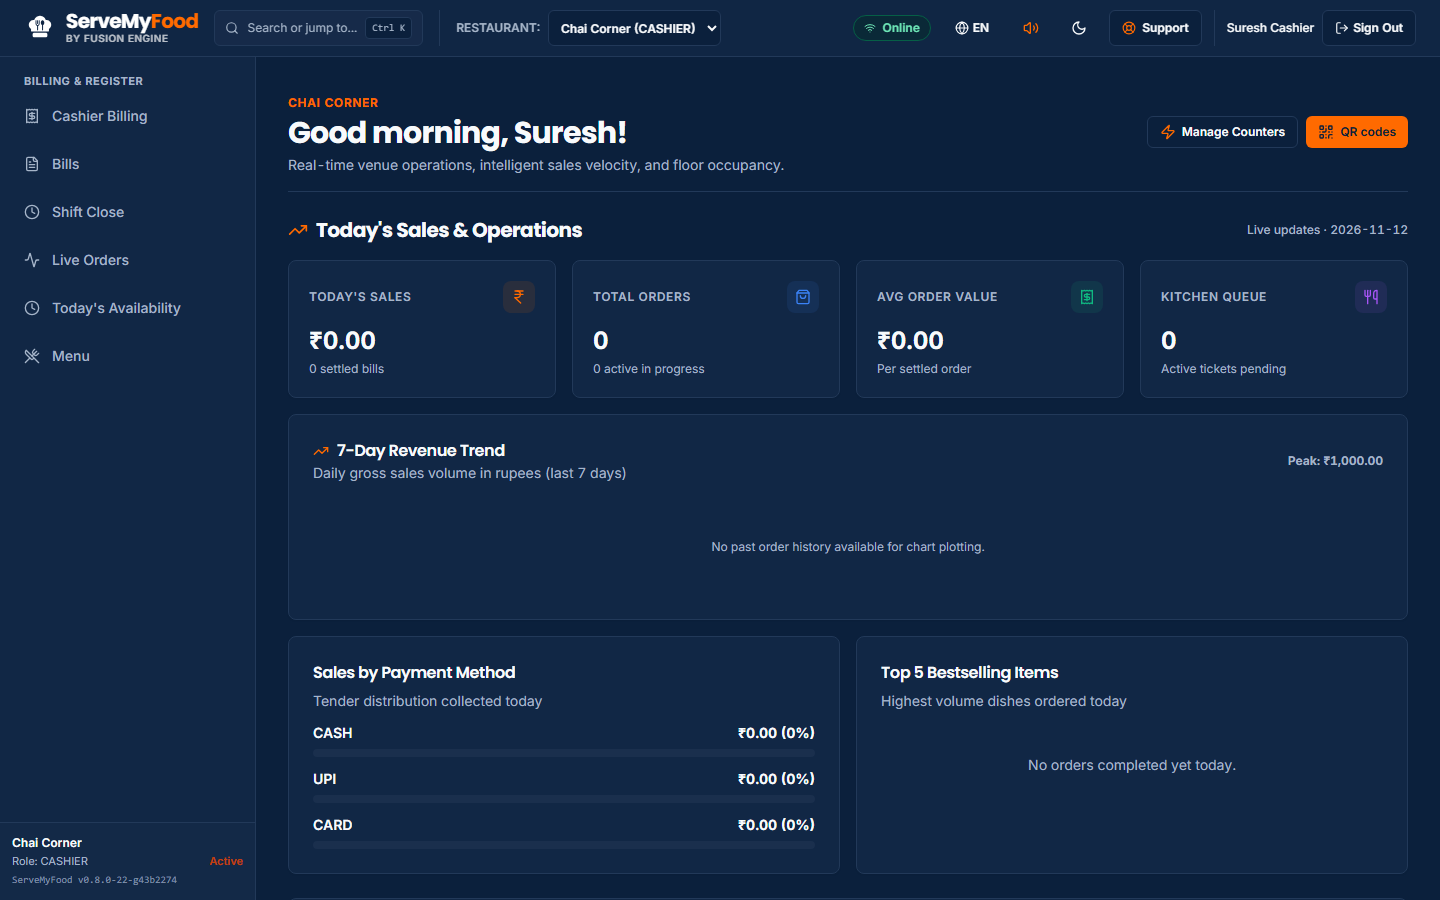 ServeMyFood
BY FUSION ENGINE
Search or jump to... Ctrl K
RESTAURANT: Chai Corner (CASHIER)
Online
EN
Support
Suresh Cashier
Sign Out
BILLING & REGISTER
Cashier Billing
Bills
Shift Close
Live Orders
Today's Availability
Menu
Chai Corner
Role: CASHIER Active
ServeMyFood v0.8.0-22-g43b2274
CHAI CORNER
Good morning, Suresh!
Real-time venue operations, intelligent sales velocity, and floor occupancy.
Manage Counters
QR codes
Today's Sales & Operations
Live updates · 2026-11-12
TODAY'S SALES
₹0.00
0 settled bills
TOTAL ORDERS
0
0 active in progress
AVG ORDER VALUE
₹0.00
Per settled order
KITCHEN QUEUE
0
Active tickets pending
7-Day Revenue Trend
Daily gross sales volume in rupees (last 7 days)
Peak: ₹1,000.00
No past order history available for chart plotting.
Sales by Payment Method
Tender distribution collected today
CASH ₹0.00 (0%)
UPI ₹0.00 (0%)
CARD ₹0.00 (0%)
Top 5 Bestselling Items
Highest volume dishes ordered today
No orders completed yet today.